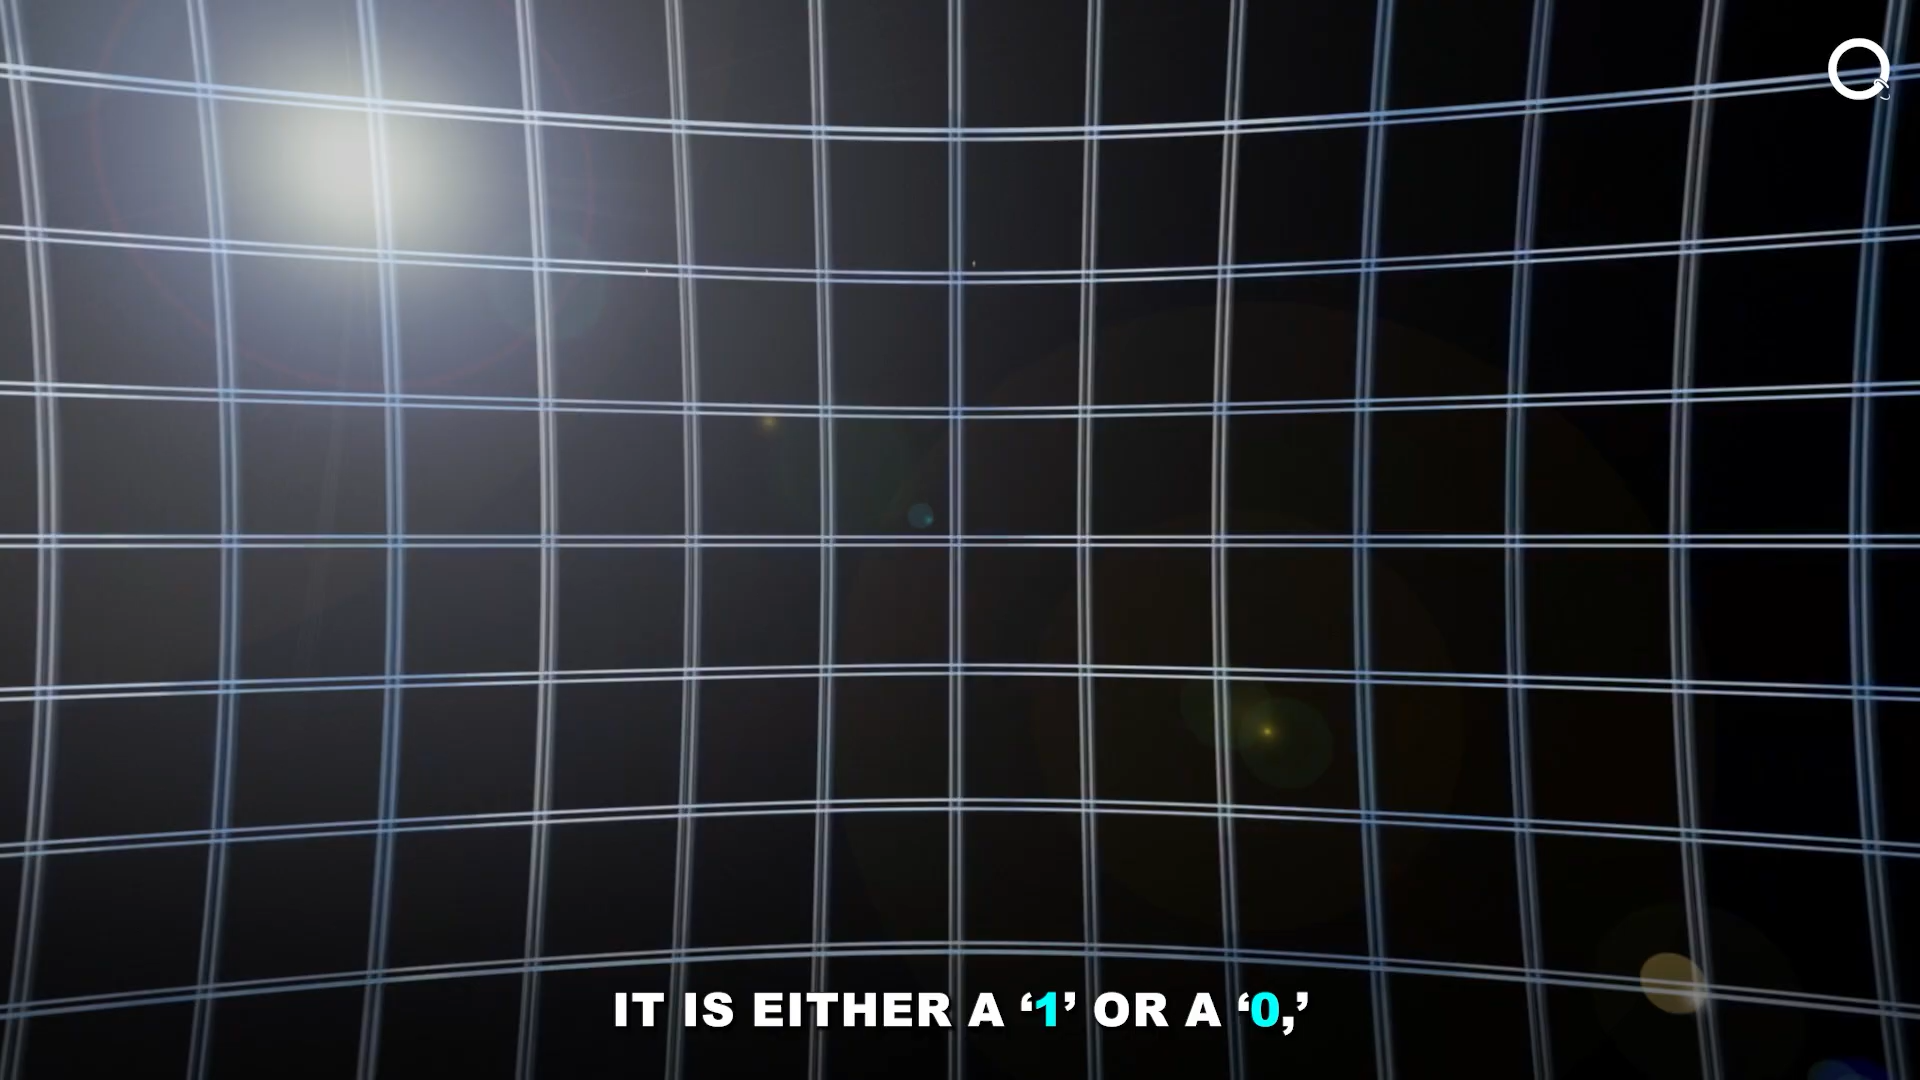 IT IS EITHER A ‘1’ OR A ‘0,’